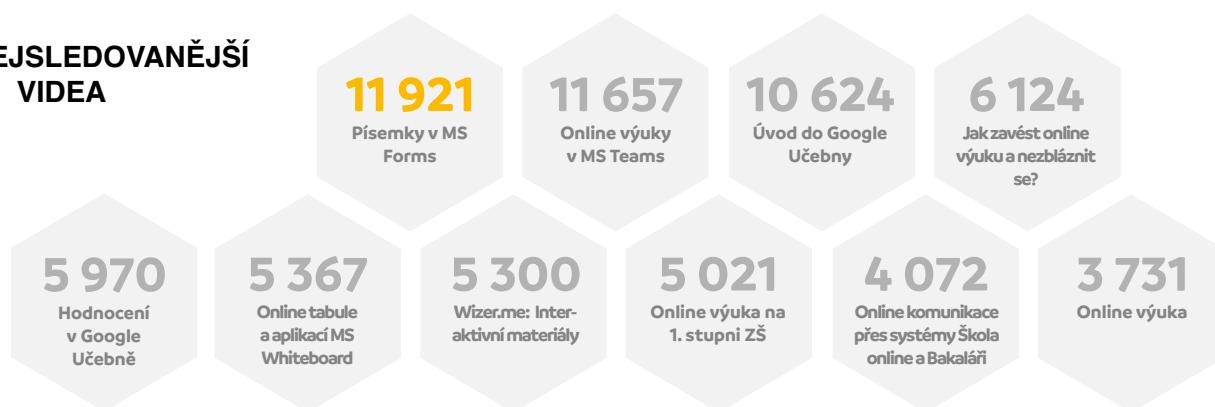 EJSLEDOVANĚJŠÍ
VIDEA
11 921
Písemky v MS
Forms
11 657
Online výuky
v MS Teams
10 624
Úvod do Google
Učebny
6 124
Jak zavést online
výuku a nezbláznit
se?
5 970
Hodnocení
v Google
Učebně
5 367
Online tabule
a aplikací MS
Whiteboard
5 300
Wizer.me: Inter-
aktivní materiály
5 021
Online výuka na
1. stupni ZŠ
4 072
Online komunikace
přes systémy Škola
online a Bakaláři
3 731
Online výuka